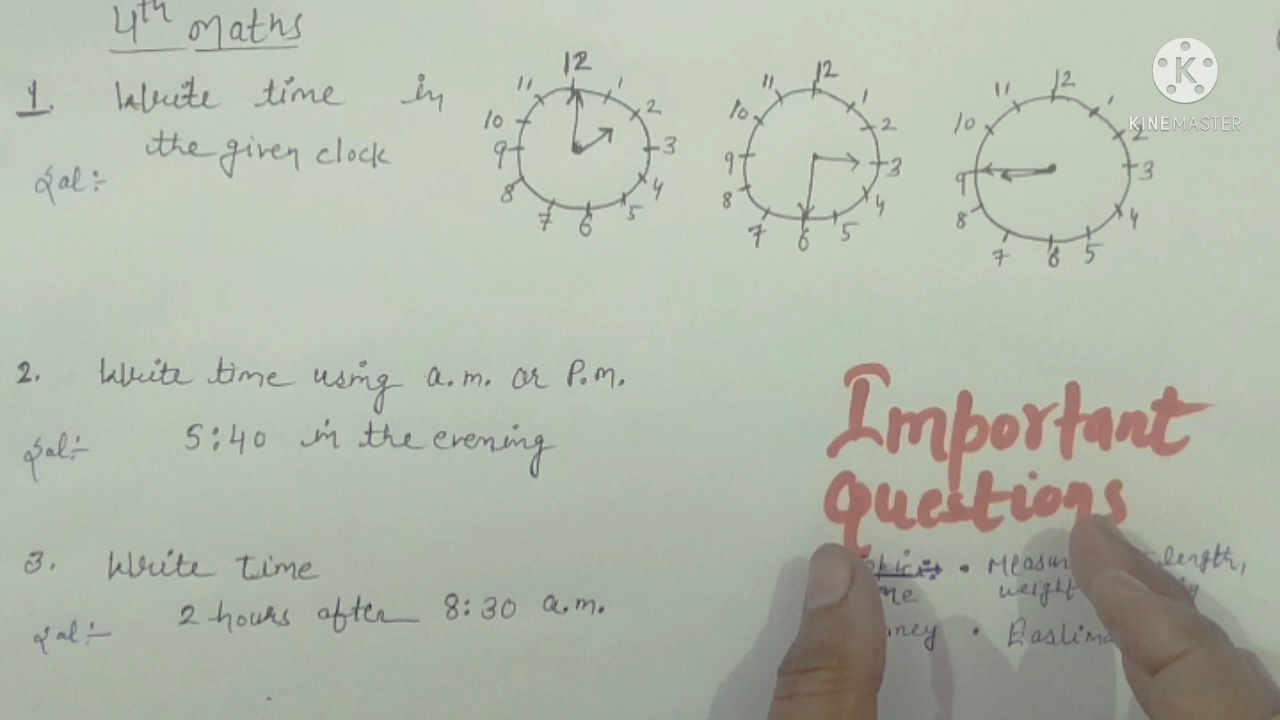 4th maths
1. Write time in
the given clock
Sol:-
12 1 2 3 4 5 6 7 8 9 10 11
12 1 2 3 4 5 6 7 8 9 10 11
12 1 2 3 4 5 6 7 8 9 10 11
K
KINEMASTER
2. Write time using a.m. or P.m.
Sol:- 5:40 in the evening
Important
Questions
3. Write time
Sol:- 2 hours after 8:30 a.m.
• length,
weight
•